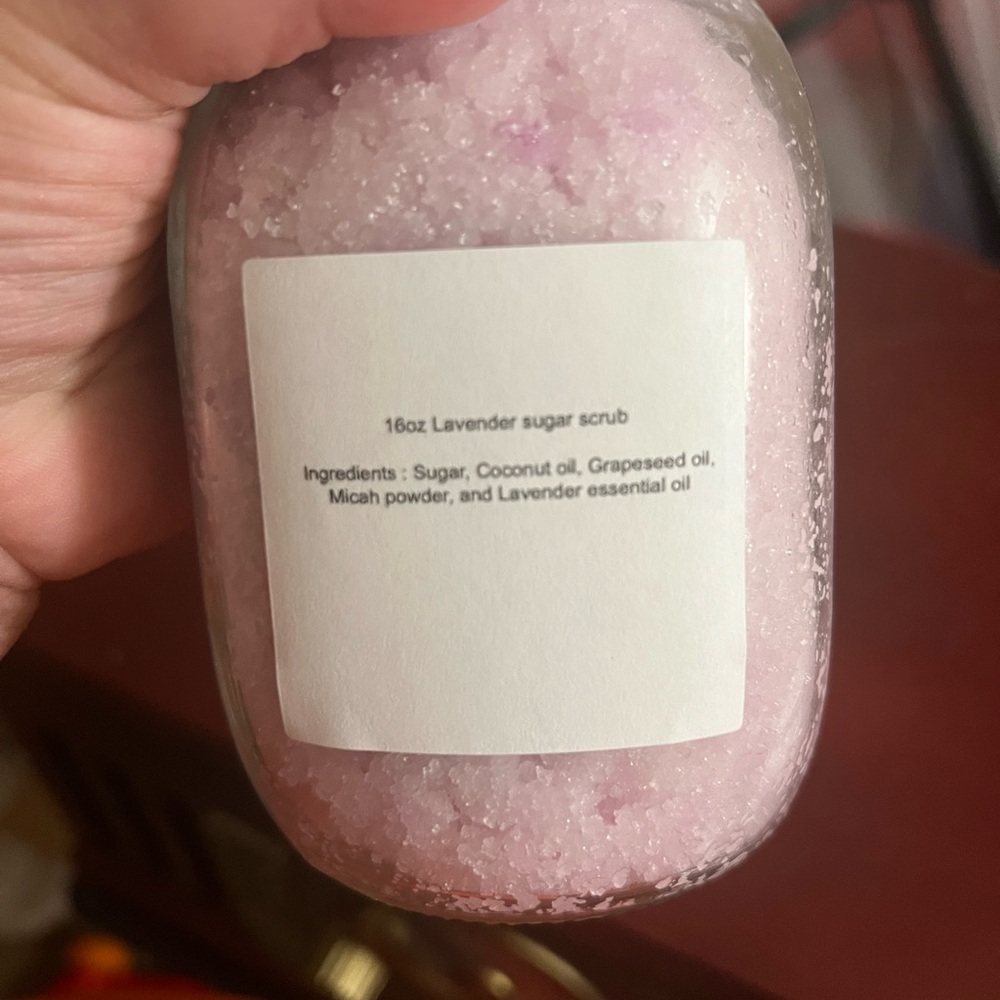 16oz Lavender sugar scrub
Ingredients : Sugar, Coconut oil, Grapeseed oil,
Micah powder, and Lavender essential oil